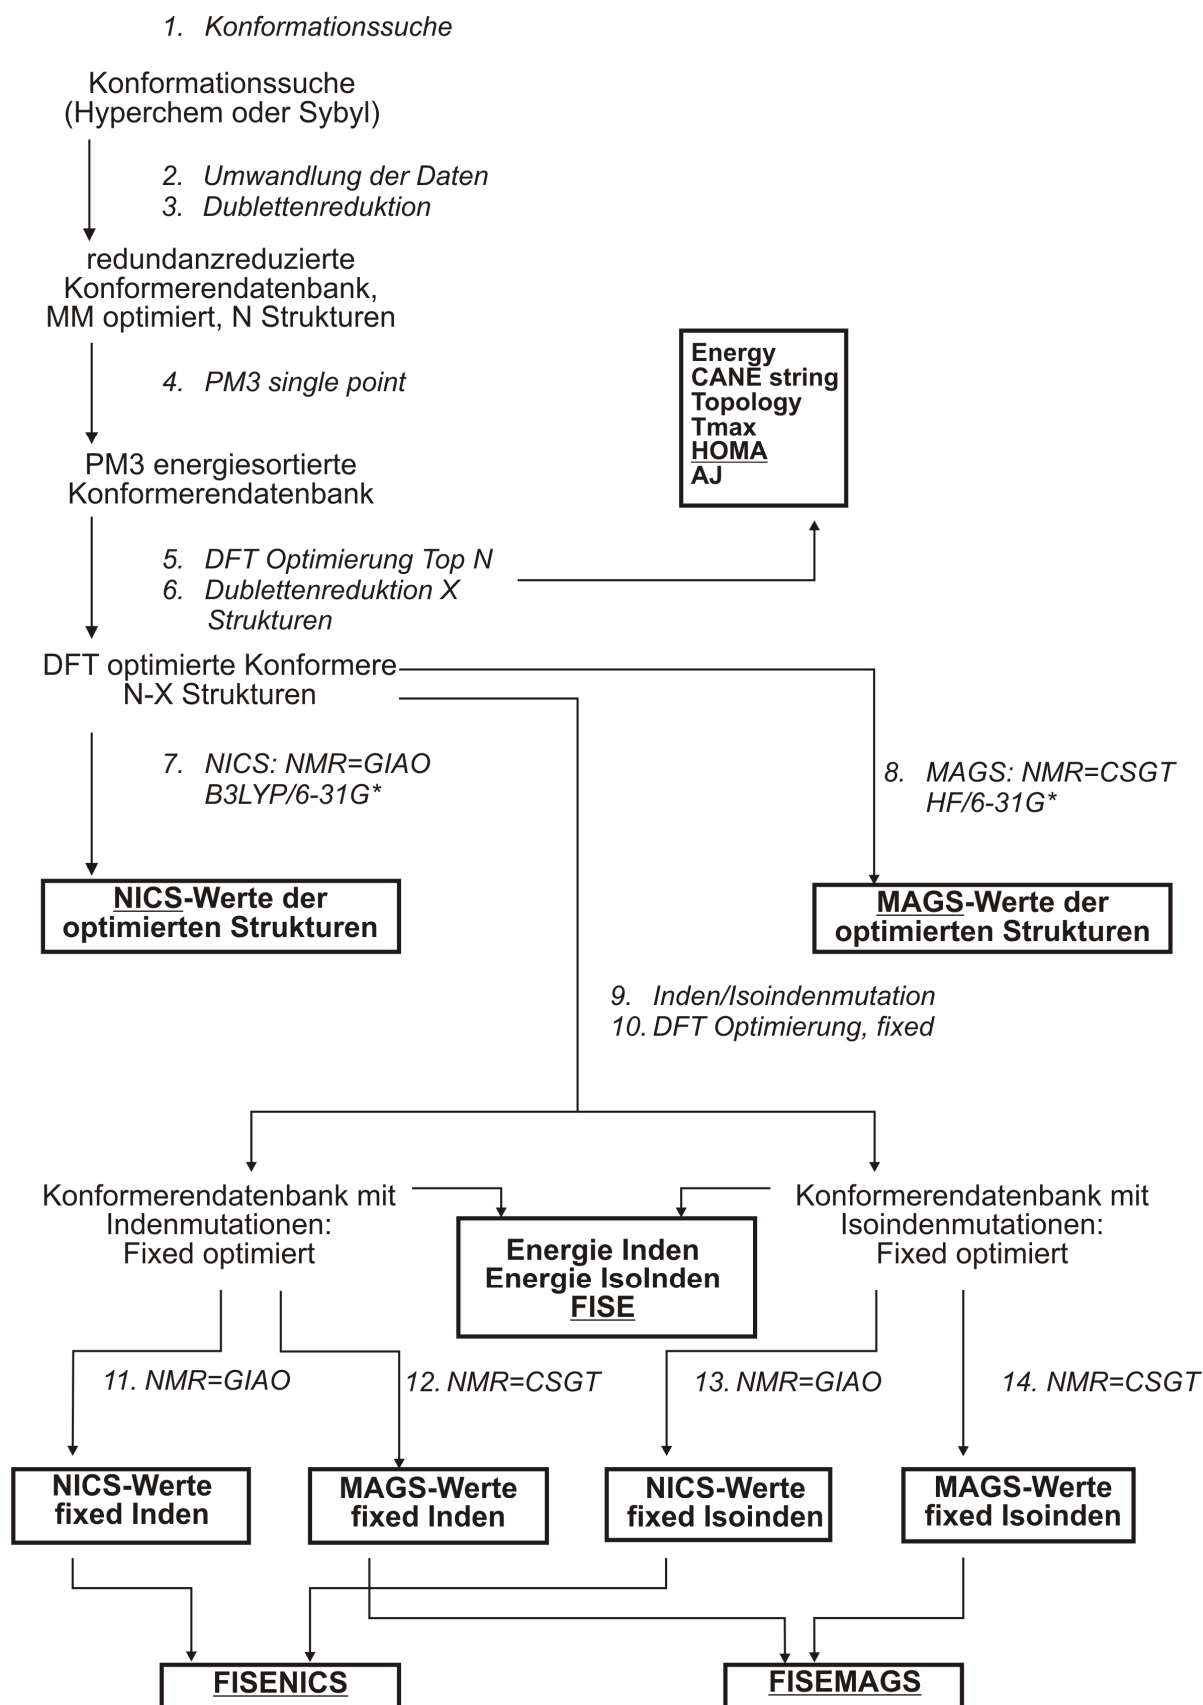 1. Konformationssuche
Konformationssuche
(Hyperchem oder Sybyl)
2. Umwandlung der Daten
3. Dublettenreduktion
redundanzreduzierte
Konformerendatenbank,
MM optimiert, N Strukturen
Energy
CANE string
Topology
Tmax
HOMA
AJ
4. PM3 single point
PM3 energiesortierte
Konformerendatenbank
5. DFT Optimierung Top N
6. Dublettenreduktion X
Strukturen
DFT optimierte Konformere
N-X Strukturen
7. NICS: NMR=GIAO
B3LYP/6-31G*
8. MAGS: NMR=CSGT
HF/6-31G*
NICS-Werte der
optimierten Strukturen
MAGS-Werte der
optimierten Strukturen
9. Inden/Isoindenmutation
10. DFT Optimierung, fixed
Konformerendatenbank mit
Indenmutationen:
Fixed optimiert
Energie Inden
Energie IsoInden
FISE
Konformerendatenbank mit
Isoindenmutationen:
Fixed optimiert
11. NMR=GIAO
12. NMR=CSGT
13. NMR=GIAO
14. NMR=CSGT
NICS-Werte
fixed Inden
MAGS-Werte
fixed Inden
NICS-Werte
fixed Isoinden
MAGS-Werte
fixed Isoinden
FISENICS
FISEMAGS